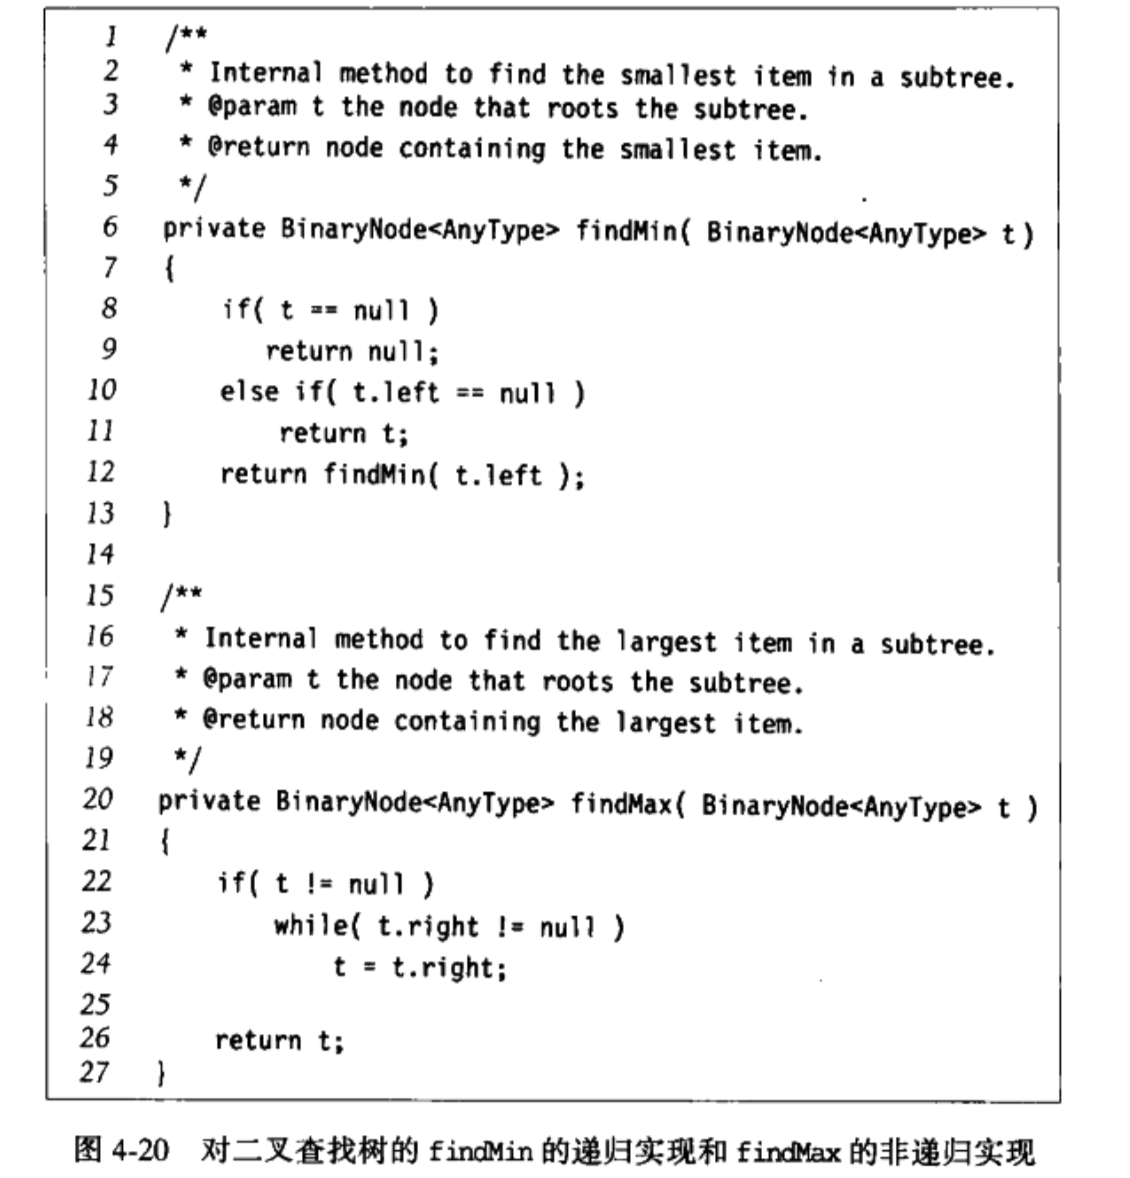 1 /**
2 * Internal method to find the smallest item in a subtree.
3 * @param t the node that roots the subtree.
4 * @return node containing the smallest item.
5 */
6 private BinaryNode<AnyType> findMin( BinaryNode<AnyType> t)
7 {
8 if( t == null )
9 return null;
10 else if( t.left == null )
11 return t;
12 return findMin( t.left );
13 }
14
15 /**
16 * Internal method to find the largest item in a subtree.
17 * @param t the node that roots the subtree.
18 * @return node containing the largest item.
19 */
20 private BinaryNode<AnyType> findMax( BinaryNode<AnyType> t )
21 {
22 if( t != null )
23 while( t.right != null )
24 t = t.right;
25
26 return t;
27 }
图 4-20 对二叉查找树的 findMin 的递归实现和 findMax 的非递归实现